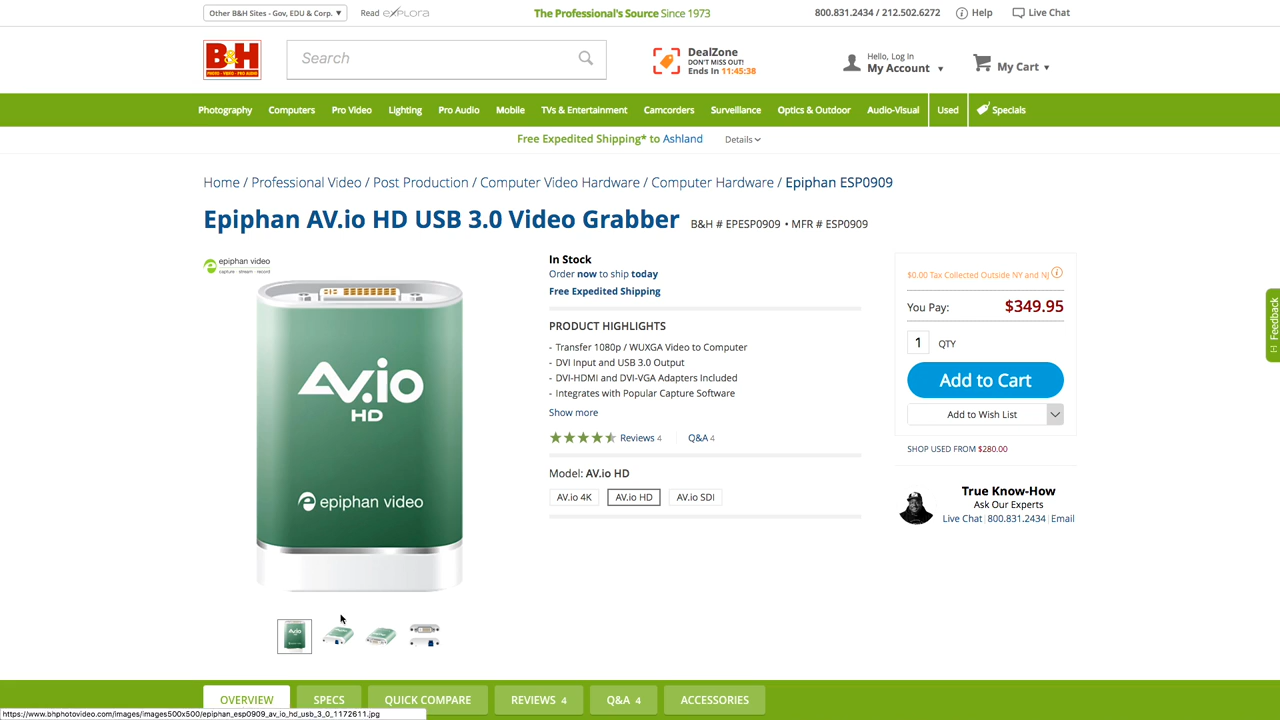 Other B&H Sites - Gov, EDU & Corp. ▼
Read eXPLORA
The Professional's Source Since 1973
800.831.2434 / 212.502.6272
Help
Live Chat
B&H
PHOTO - VIDEO - PRO AUDIO
Search
DealZone
DON'T MISS OUT!
Ends In 11:45:38
Hello, Log In
My Account ▼
My Cart ▼
Photography Computers Pro Video Lighting Pro Audio Mobile TVs & Entertainment Camcorders Surveillance Optics & Outdoor Audio-Visual Used Specials
Free Expedited Shipping* to Ashland Details
Home / Professional Video / Post Production / Computer Video Hardware / Computer Hardware / Epiphan ESP0909
Epiphan AV.io HD USB 3.0 Video Grabber B&H # EPESP0909 • MFR # ESP0909
epiphan video
capture · stream · record
AV.io
HD
epiphan video
In Stock
Order now to ship today
Free Expedited Shipping
PRODUCT HIGHLIGHTS
- Transfer 1080p / WUXGA Video to Computer
- DVI Input and USB 3.0 Output
- DVI-HDMI and DVI-VGA Adapters Included
- Integrates with Popular Capture Software
Show more
Reviews 4 Q&A 4
Model: AV.io HD
AV.io 4K AV.io HD AV.io SDI
$0.00 Tax Collected Outside NY and NJ
You Pay: $349.95
1 QTY
Add to Cart
Add to Wish List
SHOP USED FROM $280.00
True Know-How
Ask Our Experts
Live Chat 800.831.2434 Email
Feedback
OVERVIEW SPECS QUICK COMPARE REVIEWS 4 Q&A 4 ACCESSORIES
https://www.bhphotovideo.com/images/images500x500/epiphan_esp0909_av_io_hd_usb_3_0_1172611.jpg